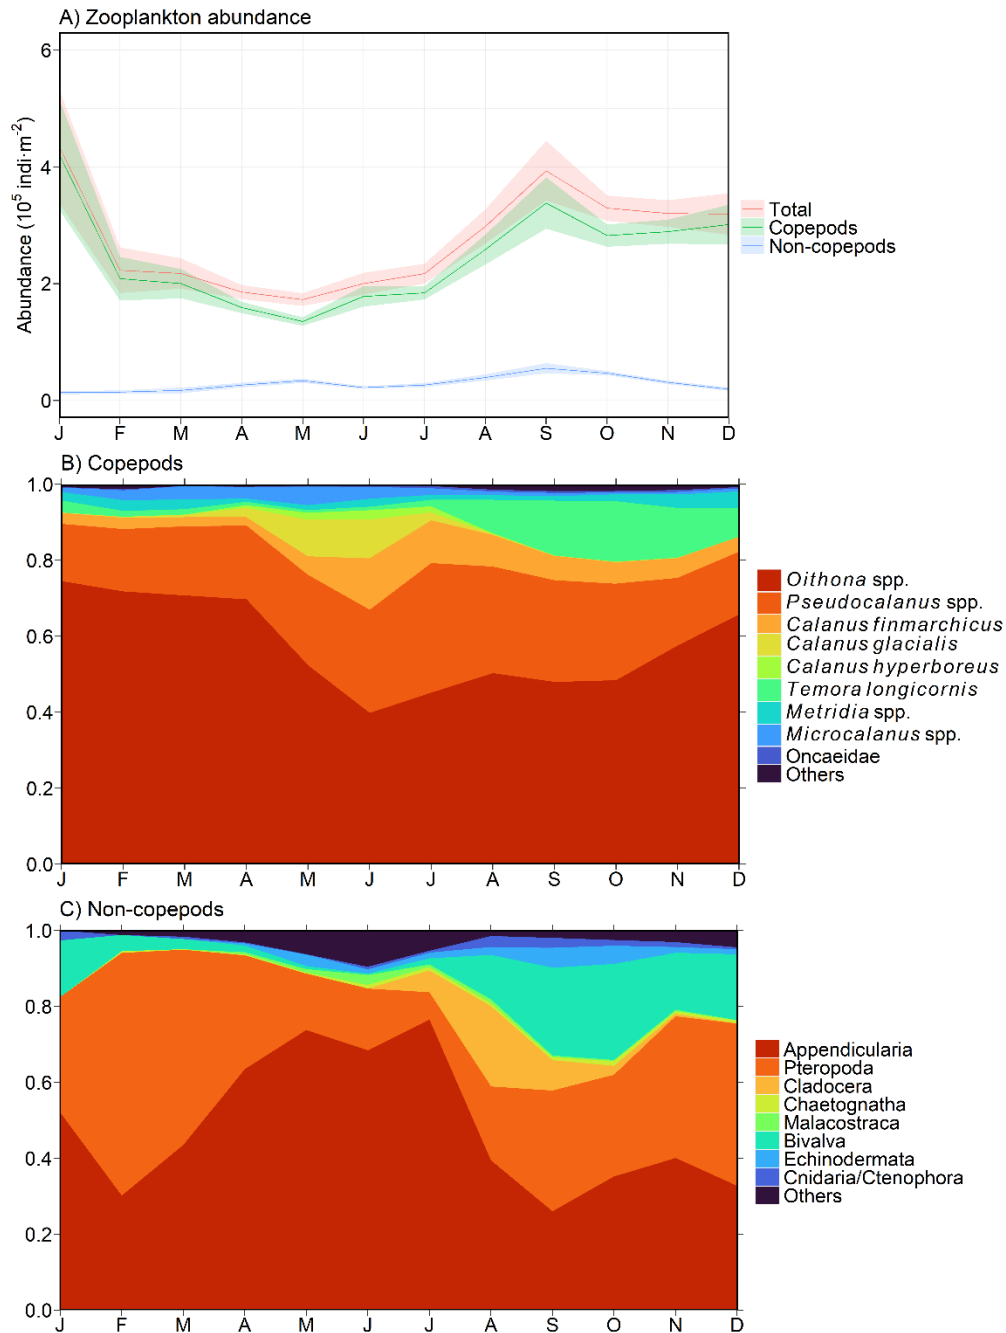 A) Zooplankton abundance
Abundance (10⁵ indi·m⁻²)
6
4
2
0
J F M A M J J A S O N D
Total
Copepods
Non-copepods
B) Copepods
1.0
0.8
0.6
0.4
0.2
0.0
J F M A M J J A S O N D
Oithona spp.
Pseudocalanus spp.
Calanus finmarchicus
Calanus glacialis
Calanus hyperboreus
Temora longicornis
Metridia spp.
Microcalanus spp.
Oncaeidae
Others
C) Non-copepods
1.0
0.8
0.6
0.4
0.2
0.0
J F M A M J J A S O N D
Appendicularia
Pteropoda
Cladocera
Chaetognatha
Malacostraca
Bivalva
Echinodermata
Cnidaria/Ctenophora
Others